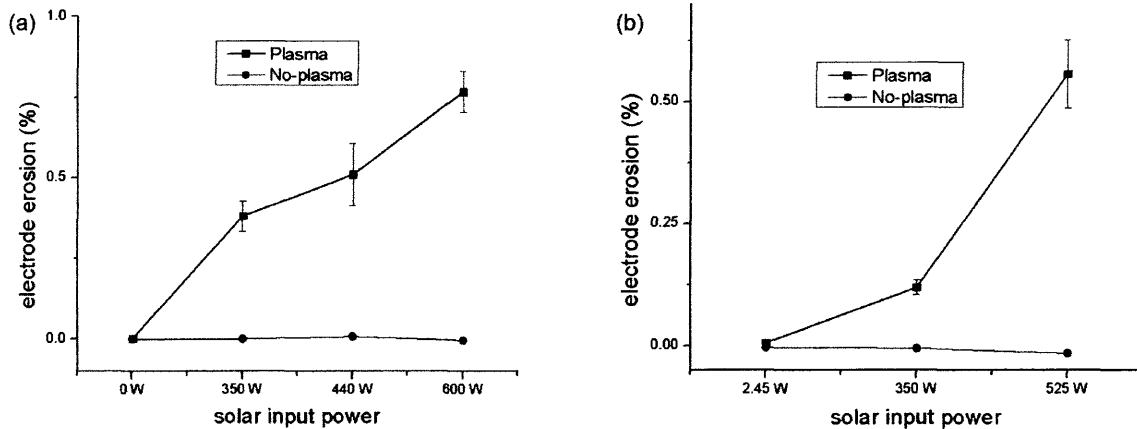 (a)
1.0
0.5
0.0
electrode erosion (%)
Plasma
No-plasma
0 W
350 W
440 W
600 W
solar input power
(b)
0.50
0.25
0.00
electrode erosion (%)
Plasma
No-plasma
2.45 W
350 W
525 W
solar input power